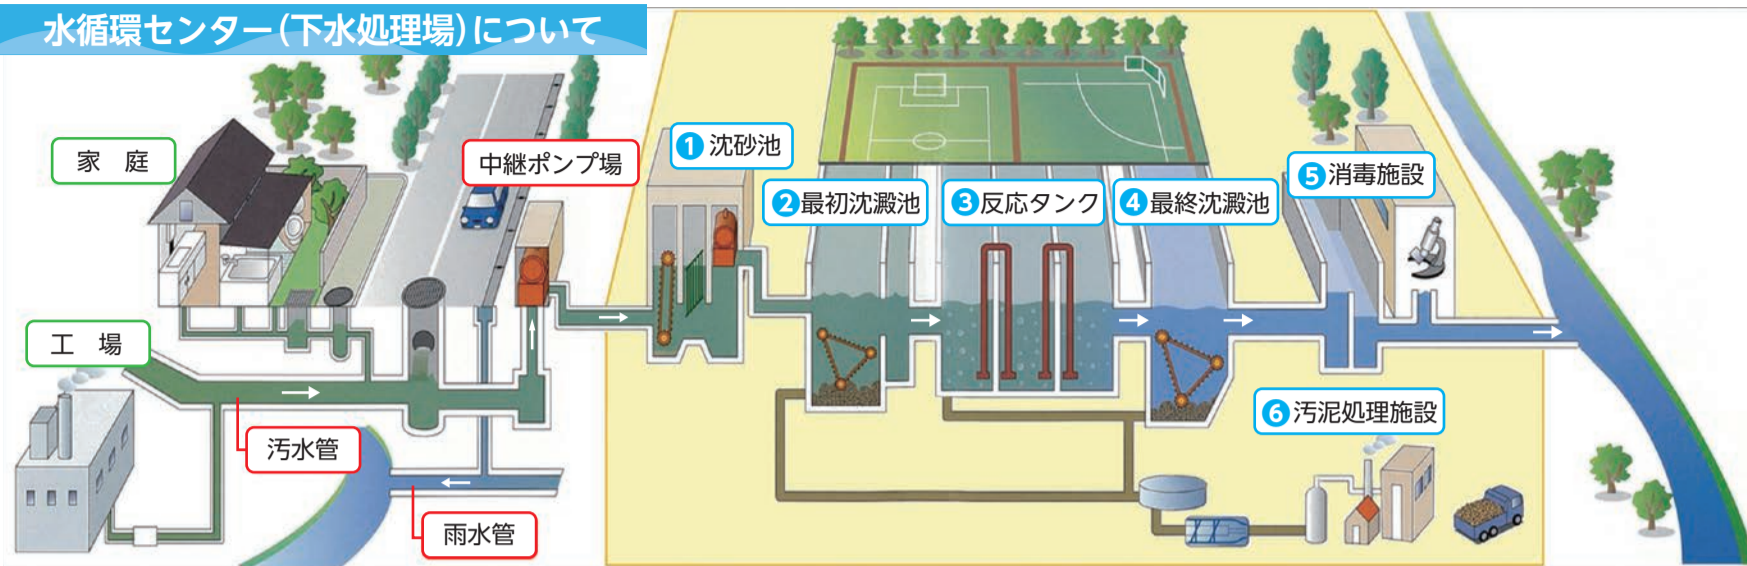 水循環センター(下水処理場)について
家 庭
中継ポンプ場
❶沈砂池
❷最初沈澱池
❸反応タンク
❹最終沈澱池
❺消毒施設
工 場
汚水管
雨水管
❻汚泥処理施設